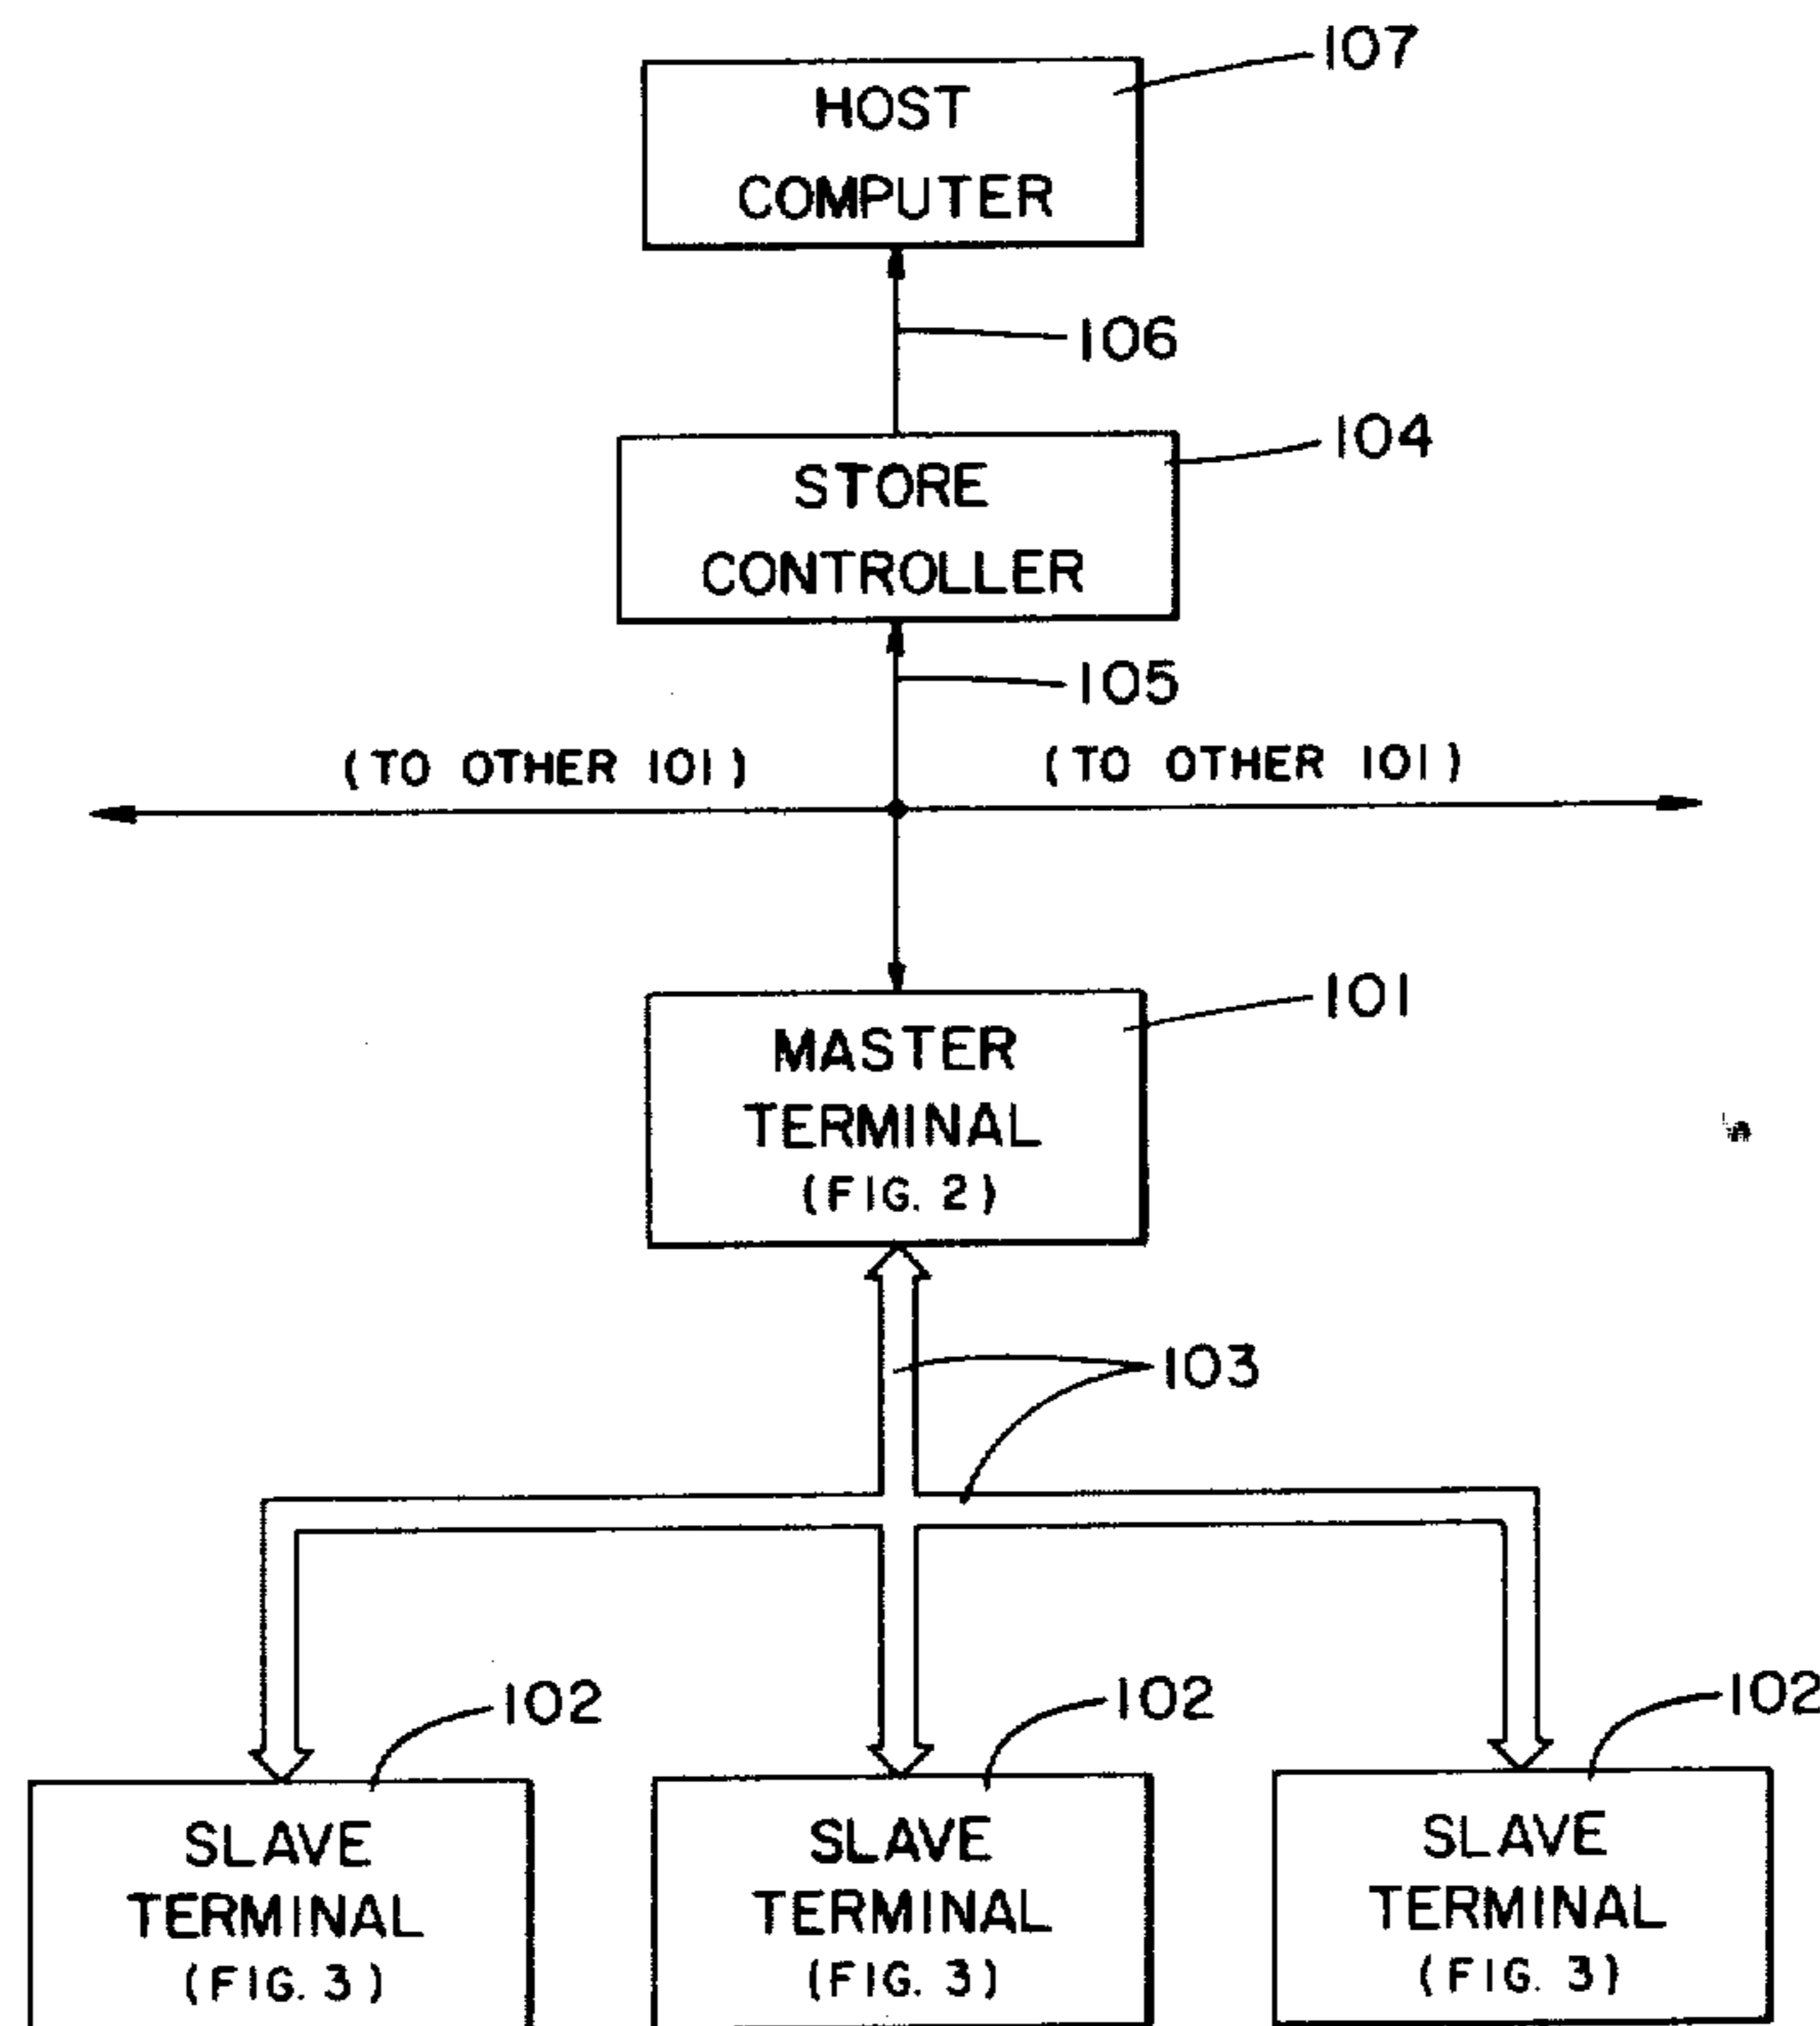 107
HOST
COMPUTER
106
104
STORE
CONTROLLER
105
(TO OTHER 101) (TO OTHER 101)
101
MASTER
TERMINAL
(FIG. 2)
103
102 102 102
SLAVE SLAVE SLAVE
TERMINAL TERMINAL TERMINAL
(FIG. 3) (FIG. 3) (FIG. 3)